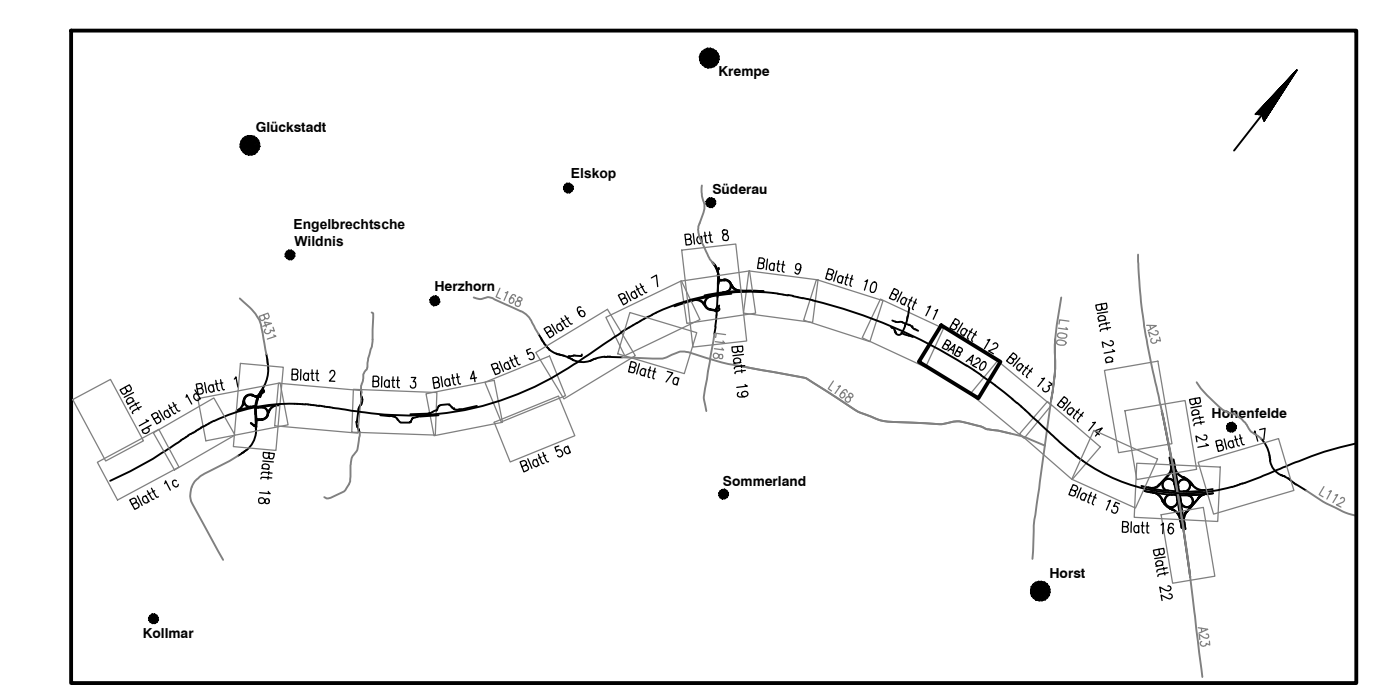 Krempe
Glückstadt
Elskop
Süderau
Engelbrechtsche
Wildnis
Herzhorn
L168
B431
Blatt 8
Blatt 9
Blatt 10
Blatt 11
Blatt 12
BAB A20
Blatt 13
Blatt 14
Blatt 7
Blatt 6
Blatt 5
Blatt 4
Blatt 3
Blatt 2
Blatt 1
Blatt 1a
Blatt 1b
Blatt 1c
Blatt 18
Blatt 5a
Blatt 7a
L118
Blatt 19
L168
L100
Blatt 21a
A23
Blatt 21
Hohenfelde
Blatt 17
L112
Blatt 15
Blatt 16
Blatt 22
A23
Sommerland
Horst
Kollmar